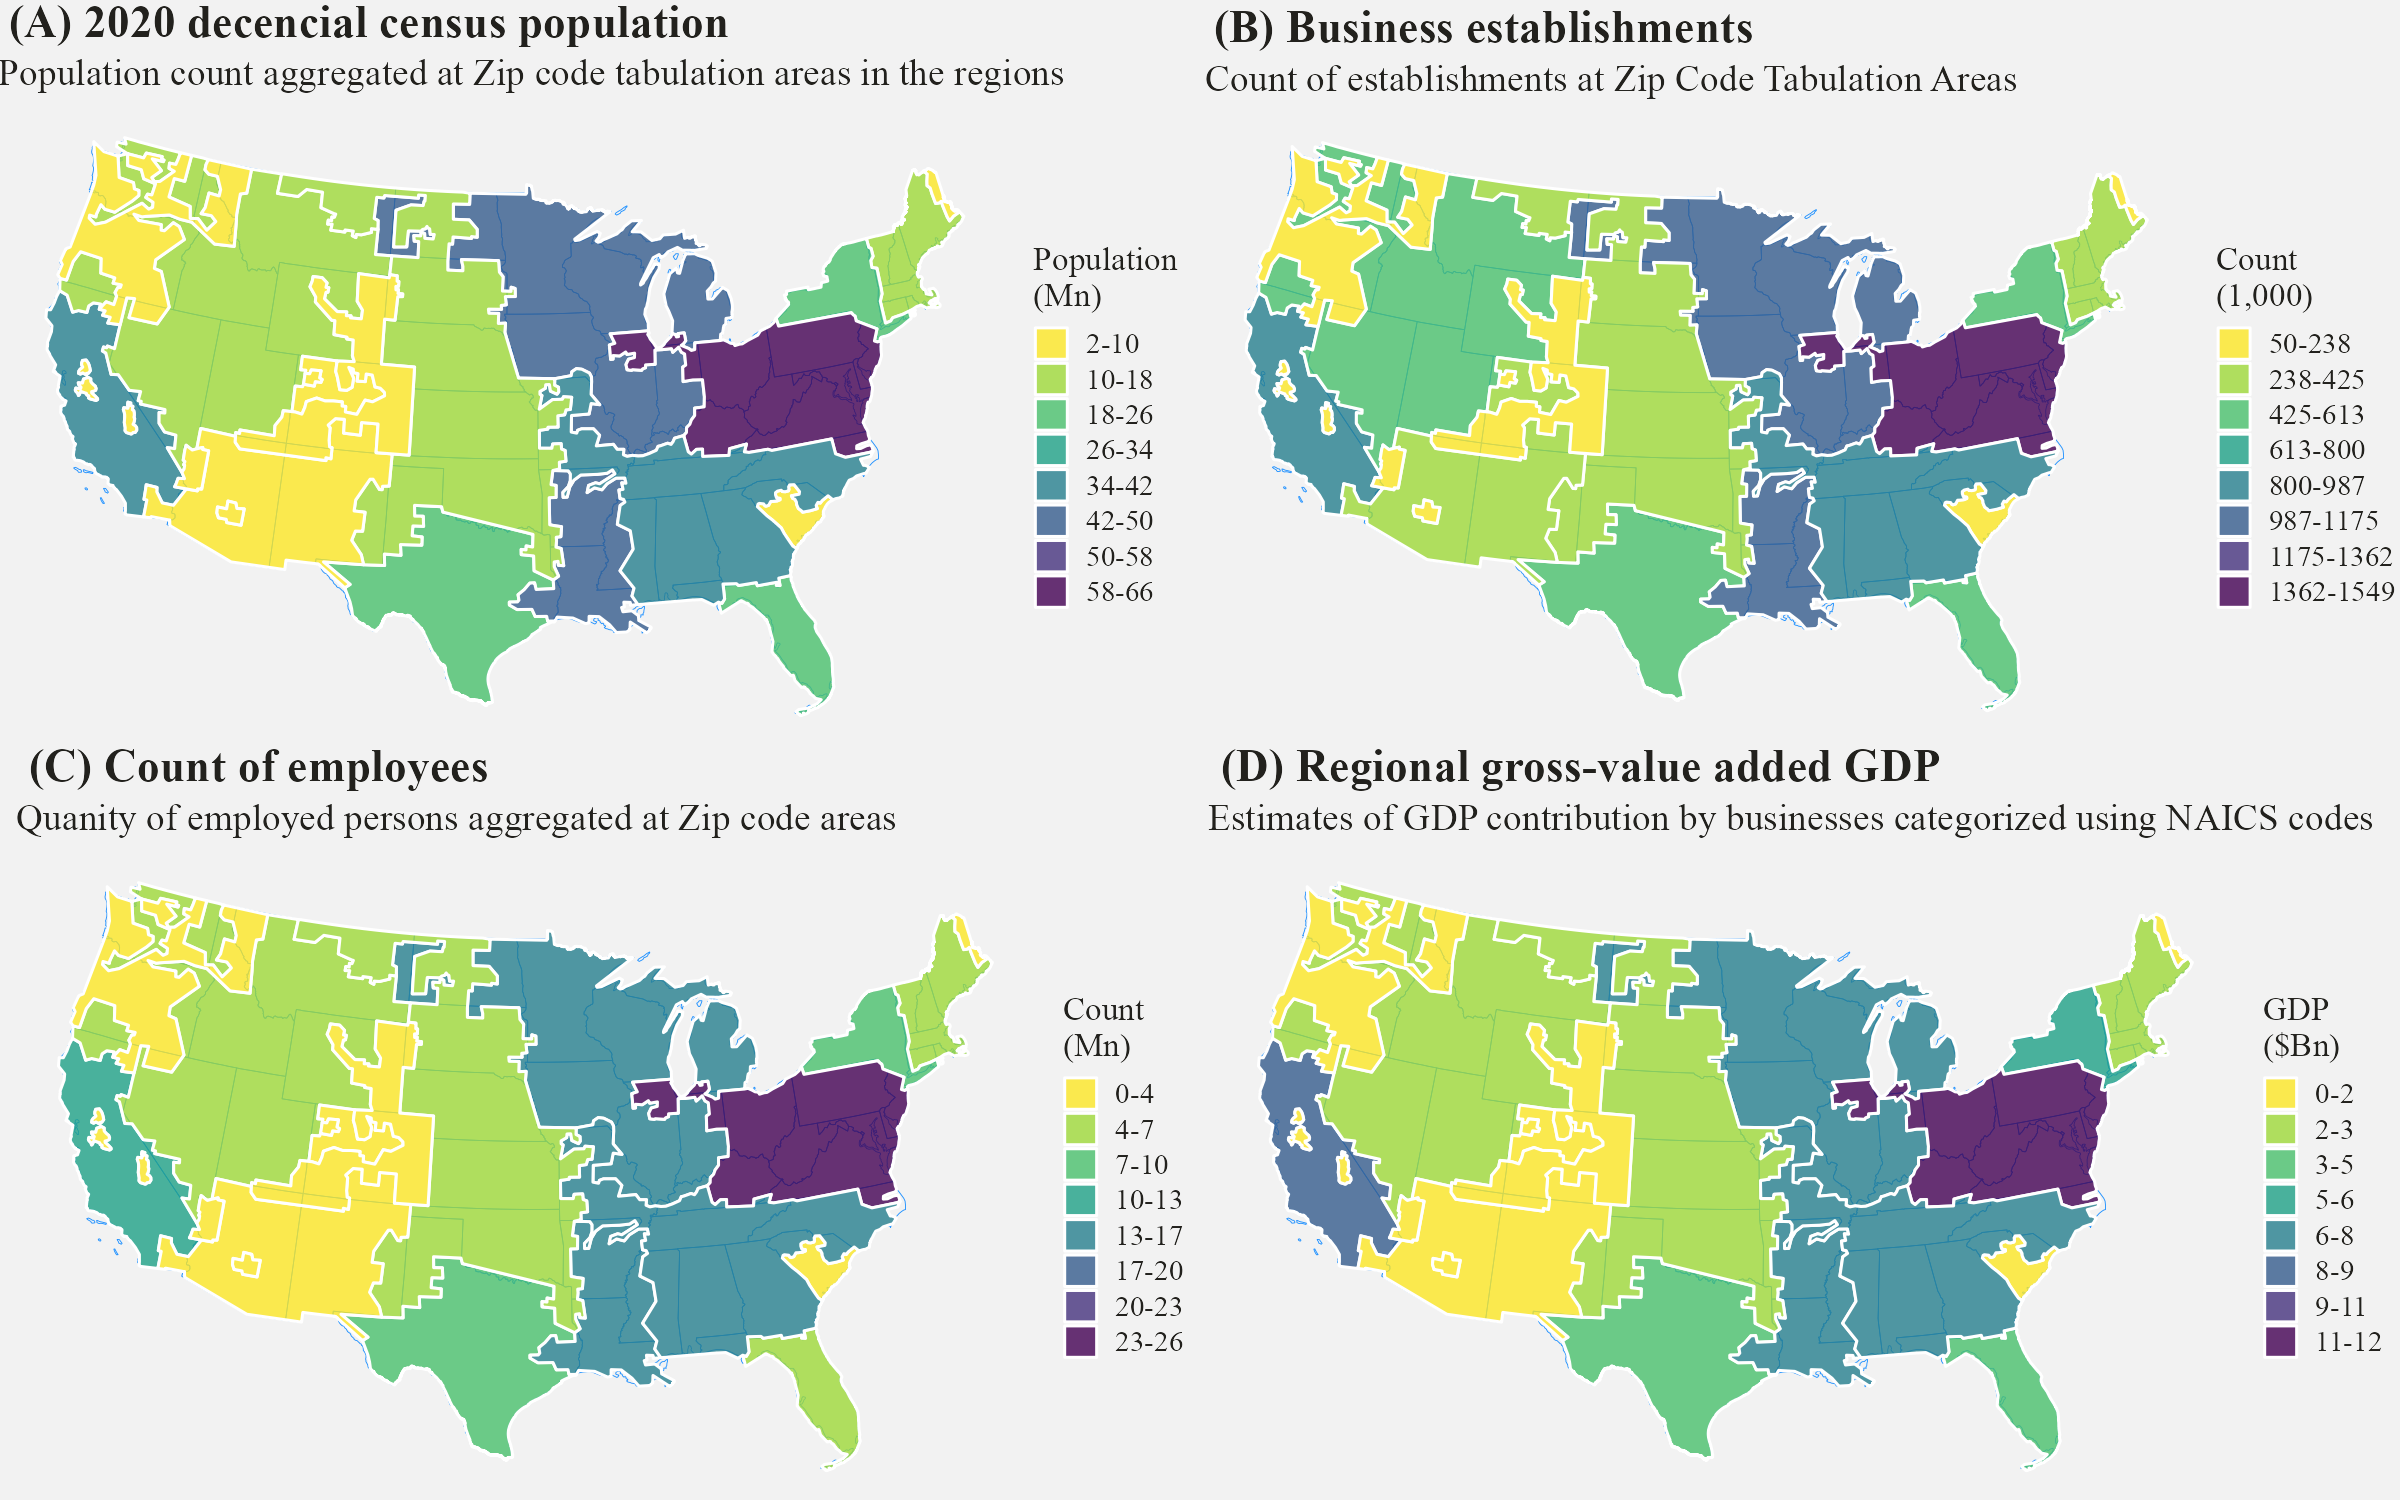 (A) 2020 decencial census population
Population count aggregated at Zip code tabulation areas in the regions
Population
(Mn)
2-10
10-18
18-26
26-34
34-42
42-50
50-58
58-66
(B) Business establishments
Count of establishments at Zip Code Tabulation Areas
Count
(1,000)
50-238
238-425
425-613
613-800
800-987
987-1175
1175-1362
1362-1549
(C) Count of employees
Quanity of employed persons aggregated at Zip code areas
Count
(Mn)
0-4
4-7
7-10
10-13
13-17
17-20
20-23
23-26
(D) Regional gross-value added GDP
Estimates of GDP contribution by businesses categorized using NAICS codes
GDP
($Bn)
0-2
2-3
3-5
5-6
6-8
8-9
9-11
11-12